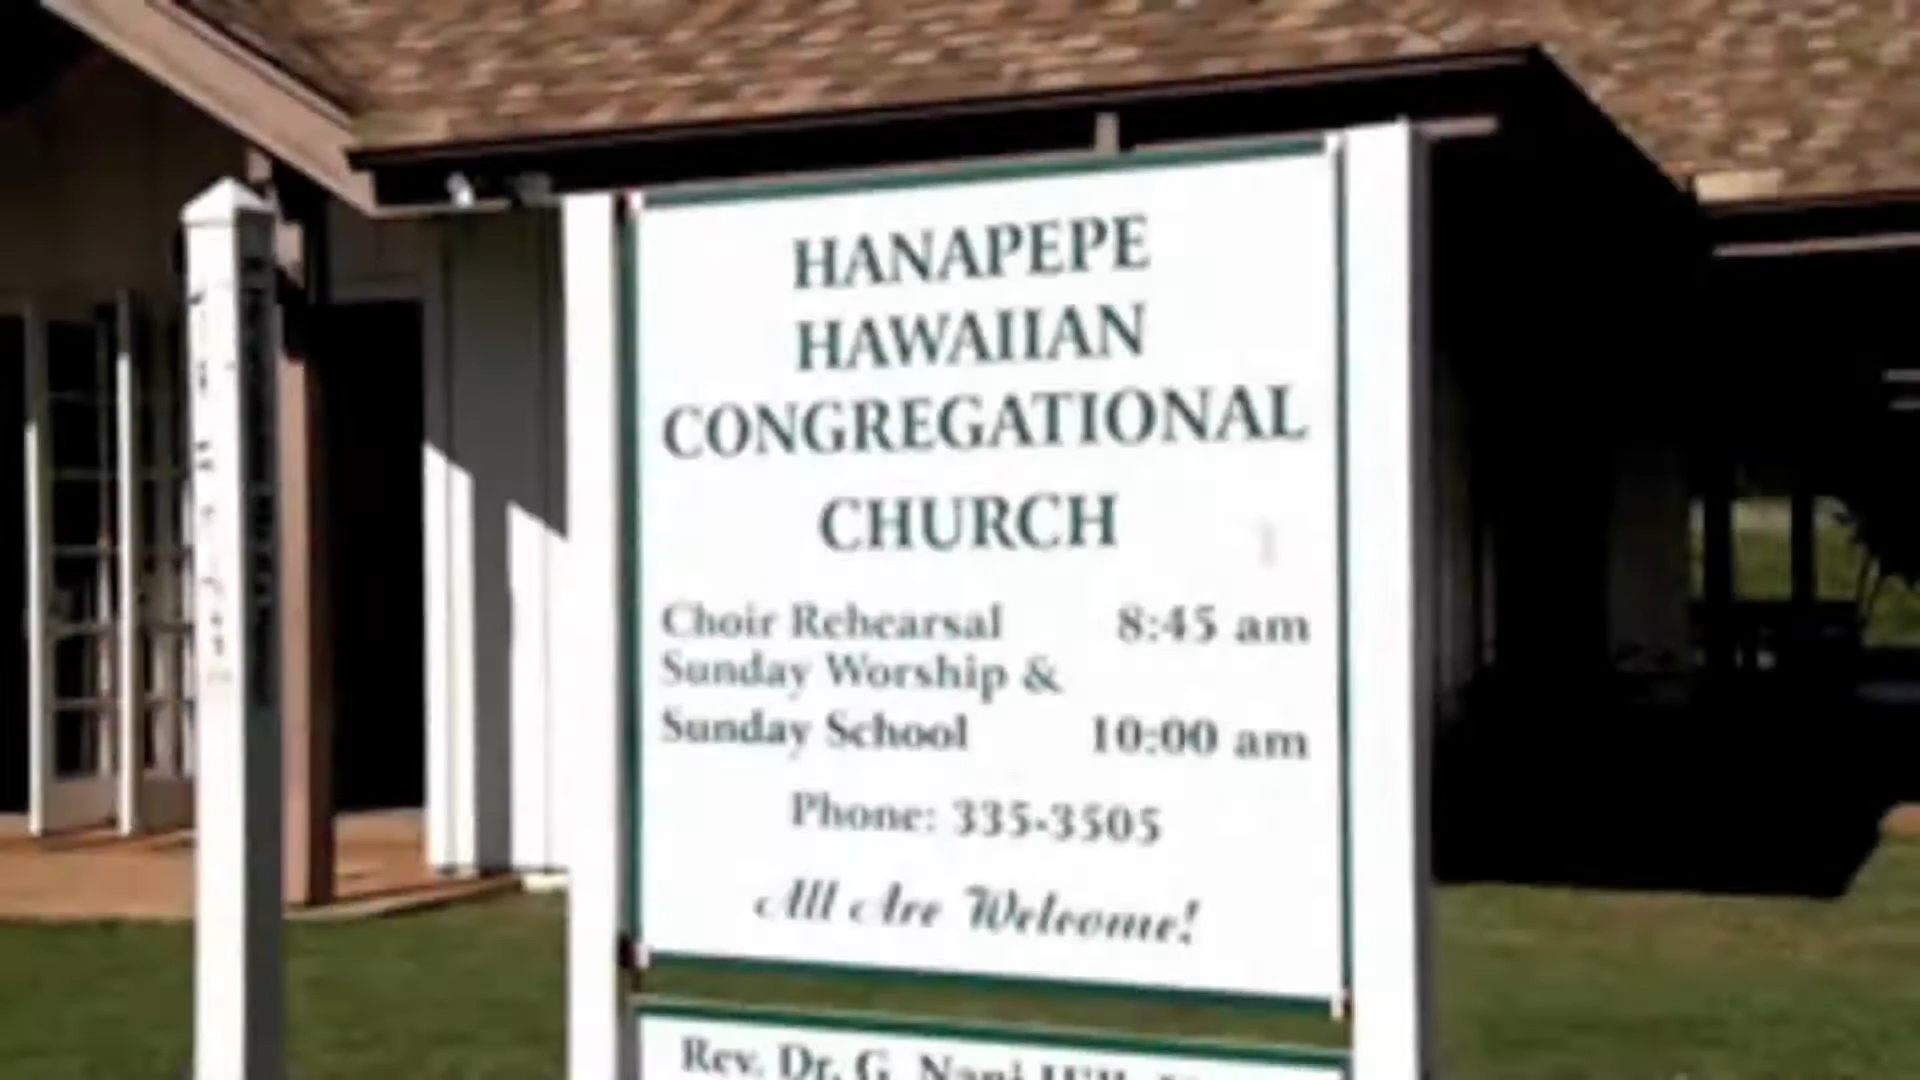 HANAPEPE
HAWAIIAN
CONGREGATIONAL
CHURCH
Choir Rehearsal 8:45 am
Sunday Worship &
Sunday School 10:00 am
Phone: 335-3505
All Are Welcome!
Rev. Dr. G. Nani